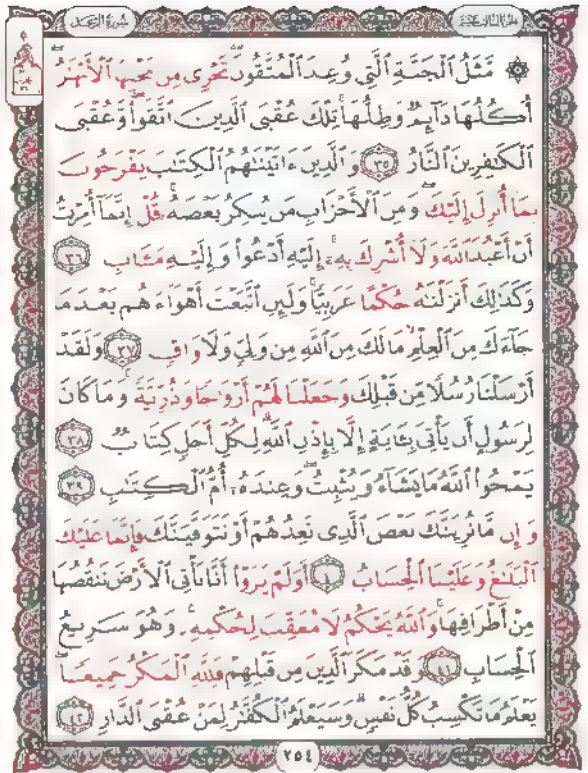 سُورَةُ الرَّعْدِ
۞ مَّثَلُ ٱلْجَنَّةِ ٱلَّتِى وُعِدَ ٱلْمُتَّقُونَ تَجْرِى مِن تَحْتِهَا ٱلْأَنْهَٰرُ
أُكُلُهَا دَآئِمٌ وَظِلُّهَا ۚ تِلْكَ عُقْبَى ٱلَّذِينَ ٱتَّقَوا۟ ۖ وَّعُقْبَى
ٱلْكَٰفِرِينَ ٱلنَّارُ ٣٥ وَٱلَّذِينَ ءَاتَيْنَٰهُمُ ٱلْكِتَٰبَ يَفْرَحُونَ
بِمَآ أُنزِلَ إِلَيْكَ ۖ وَمِنَ ٱلْأَحْزَابِ مَن يُنكِرُ بَعْضَهُۥ ۚ قُلْ إِنَّمَآ أُمِرْتُ
أَنْ أَعْبُدَ ٱللَّهَ وَلَآ أُشْرِكَ بِهِۦٓ ۚ إِلَيْهِ أَدْعُوا۟ وَإِلَيْهِ مَـَٔابِ ٣٦
وَكَذَٰلِكَ أَنزَلْنَٰهُ حُكْمًا عَرَبِيًّا ۚ وَلَئِنِ ٱتَّبَعْتَ أَهْوَآءَهُم بَعْدَ مَا
جَآءَكَ مِنَ ٱلْعِلْمِ مَا لَكَ مِنَ ٱللَّهِ مِن وَلِىٍّ وَلَا وَاقٍ ٣٧ وَلَقَدْ
أَرْسَلْنَا رُسُلًا مِّن قَبْلِكَ وَجَعَلْنَا لَهُمْ أَزْوَٰجًا وَذُرِّيَّةً ۚ وَمَا كَانَ
لِرَسُولٍ أَن يَأْتِىَ بِـَٔايَةٍ إِلَّا بِإِذْنِ ٱللَّهِ ۗ لِكُلِّ أَجَلٍ كِتَابٌ ٣٨
يَمْحُوا۟ ٱللَّهُ مَا يَشَآءُ وَيُثْبِتُ ۖ وَعِندَهُۥٓ أُمُّ ٱلْكِتَٰبِ ٣٩
وَإِن مَّا نُرِيَنَّكَ بَعْضَ ٱلَّذِى نَعِدُهُمْ أَوْ نَتَوَفَّيَنَّكَ فَإِنَّمَا عَلَيْكَ
ٱلْبَلَٰغُ وَعَلَيْنَا ٱلْحِسَابُ ٤٠ أَوَلَمْ يَرَوْا۟ أَنَّا نَأْتِى ٱلْأَرْضَ نَنقُصُهَا
مِنْ أَطْرَافِهَا ۚ وَٱللَّهُ يَحْكُمُ لَا مُعَقِّبَ لِحُكْمِهِۦ ۚ وَهُوَ سَرِيعُ
ٱلْحِسَابِ ٤١ وَقَدْ مَكَرَ ٱلَّذِينَ مِن قَبْلِهِمْ فَلِلَّهِ ٱلْمَكْرُ جَمِيعًا ۖ
يَعْلَمُ مَا تَكْسِبُ كُلُّ نَفْسٍ ۗ وَسَيَعْلَمُ ٱلْكُفَّٰرُ لِمَنْ عُقْبَى ٱلدَّارِ ٤٢
٢٥٤